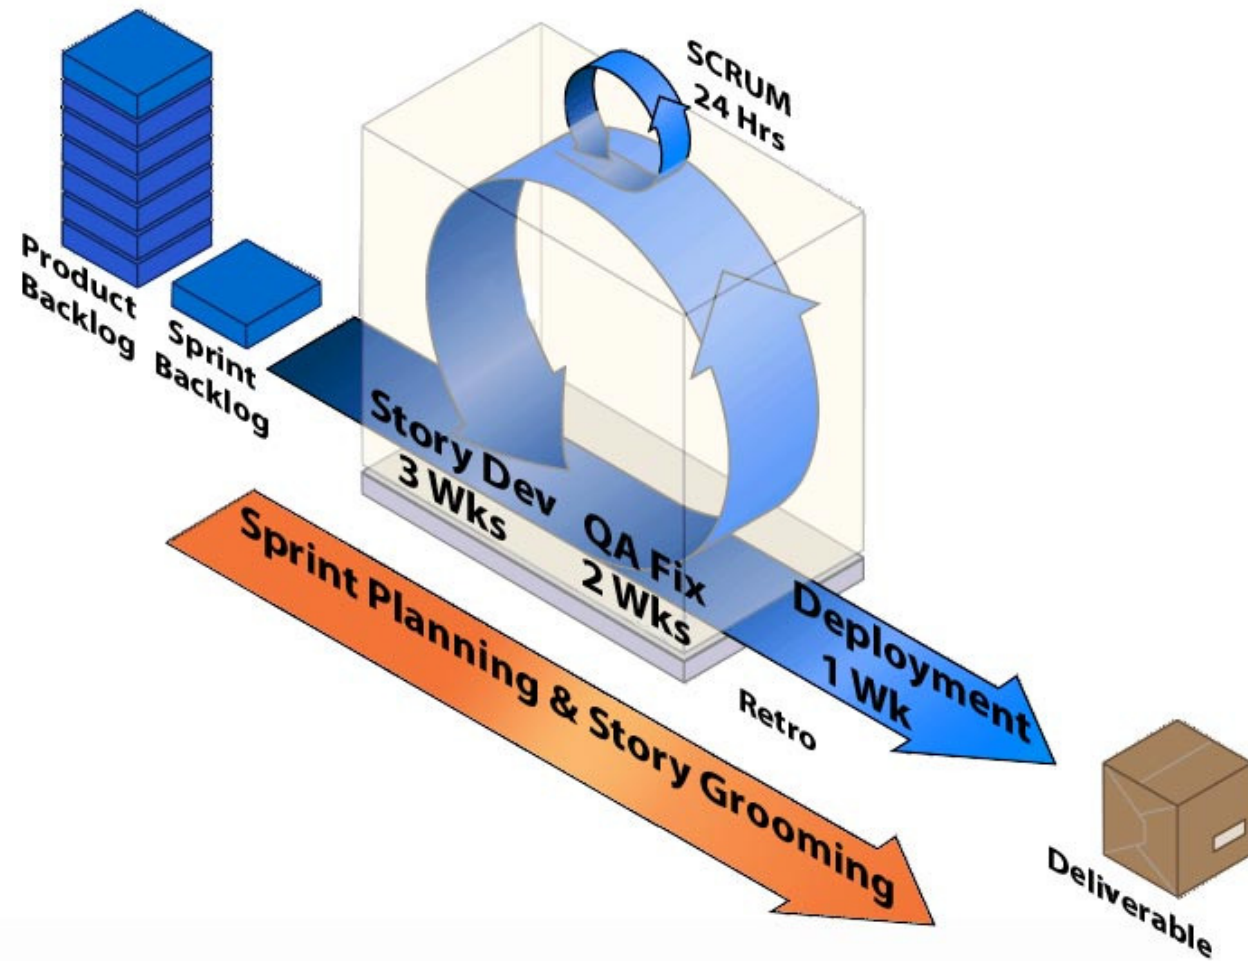 SCRUM
24 Hrs
Product
Backlog
Sprint
Backlog
Story Dev
3 Wks
QA Fix
2 Wks
Deployment
1 Wk
Sprint Planning & Story Grooming
Retro
Deliverable